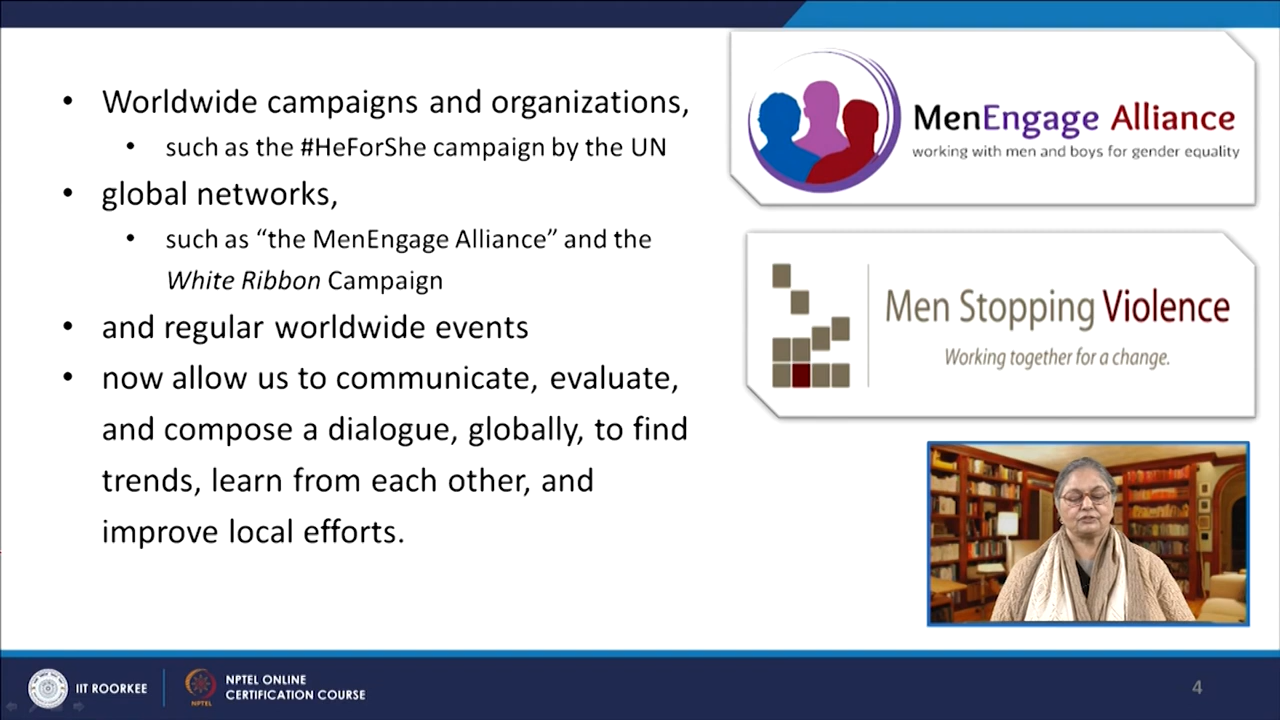 • Worldwide campaigns and organizations,
• such as the #HeForShe campaign by the UN
• global networks,
• such as “the MenEngage Alliance” and the
White Ribbon Campaign
• and regular worldwide events
• now allow us to communicate, evaluate,
and compose a dialogue, globally, to find
trends, learn from each other, and
improve local efforts.
MenEngage Alliance
working with men and boys for gender equality
Men Stopping Violence
Working together for a change.
IIT ROORKEE
NPTEL
NPTEL ONLINE
CERTIFICATION COURSE
4